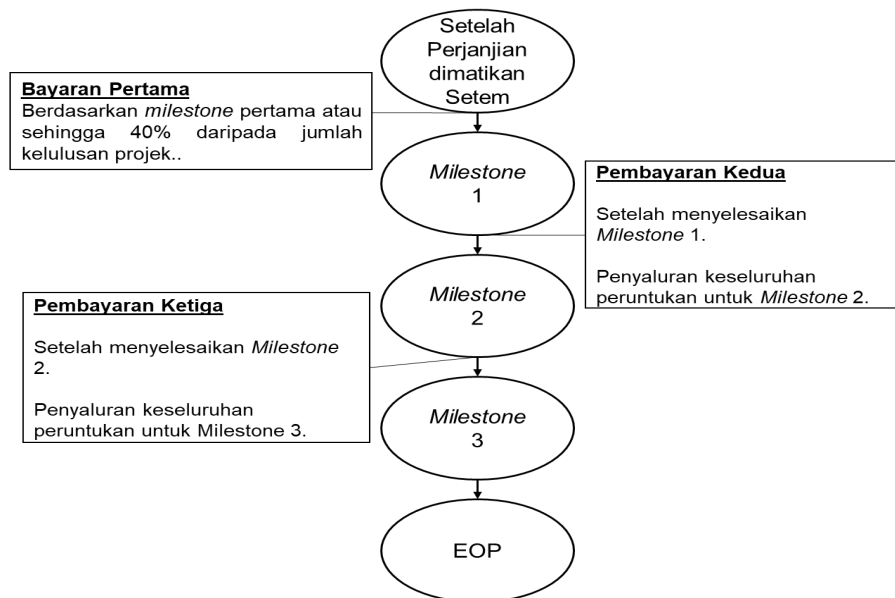 Setelah
Perjanjian
dimatikan
Setem
Bayaran Pertama
Berdasarkan milestone pertama atau
sehingga 40% daripada jumlah
kelulusan projek..
Milestone
1
Pembayaran Kedua
Setelah menyelesaikan
Milestone 1.
Penyaluran keseluruhan
peruntukan untuk Milestone 2.
Milestone
2
Pembayaran Ketiga
Setelah menyelesaikan Milestone
2.
Penyaluran keseluruhan
peruntukan untuk Milestone 3.
Milestone
3
EOP